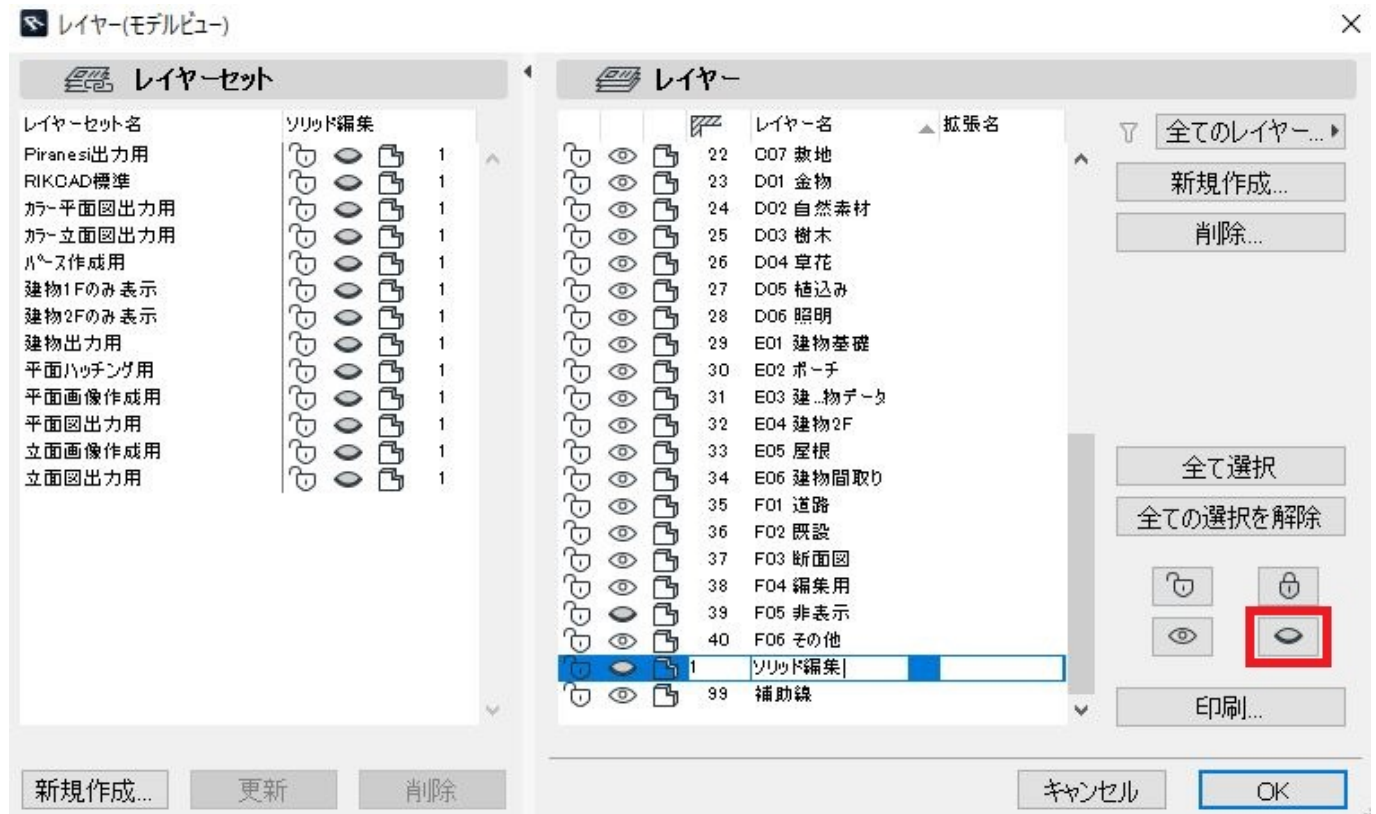 レイヤー(モデルビュー)
レイヤーセット
レイヤーセット名 ソリッド編集
Piranesi出力用 1
RIKCAD標準 1
カラー平面図出力用 1
カラー立面図出力用 1
パース作成用 1
建物1Fのみ表示 1
建物2Fのみ表示 1
建物出力用 1
平面ハッチング用 1
平面画像作成用 1
平面図出力用 1
立面画像作成用 1
立面図出力用 1
新規作成... 更新 削除
レイヤー
レイヤー名 拡張名
22 C07 敷地
23 D01 金物
24 D02 自然素材
25 D03 樹木
26 D04 草花
27 D05 植込み
28 D06 照明
29 E01 建物基礎
30 E02 ポーチ
31 E03 建...物データ
32 E04 建物2F
33 E05 屋根
34 E06 建物間取り
35 F01 道路
36 F02 既設
37 F03 断面図
38 F04 編集用
39 F05 非表示
40 F06 その他
1 ソリッド編集
99 補助線
全てのレイヤー...
新規作成...
削除...
全て選択
全ての選択を解除
印刷...
キャンセル OK